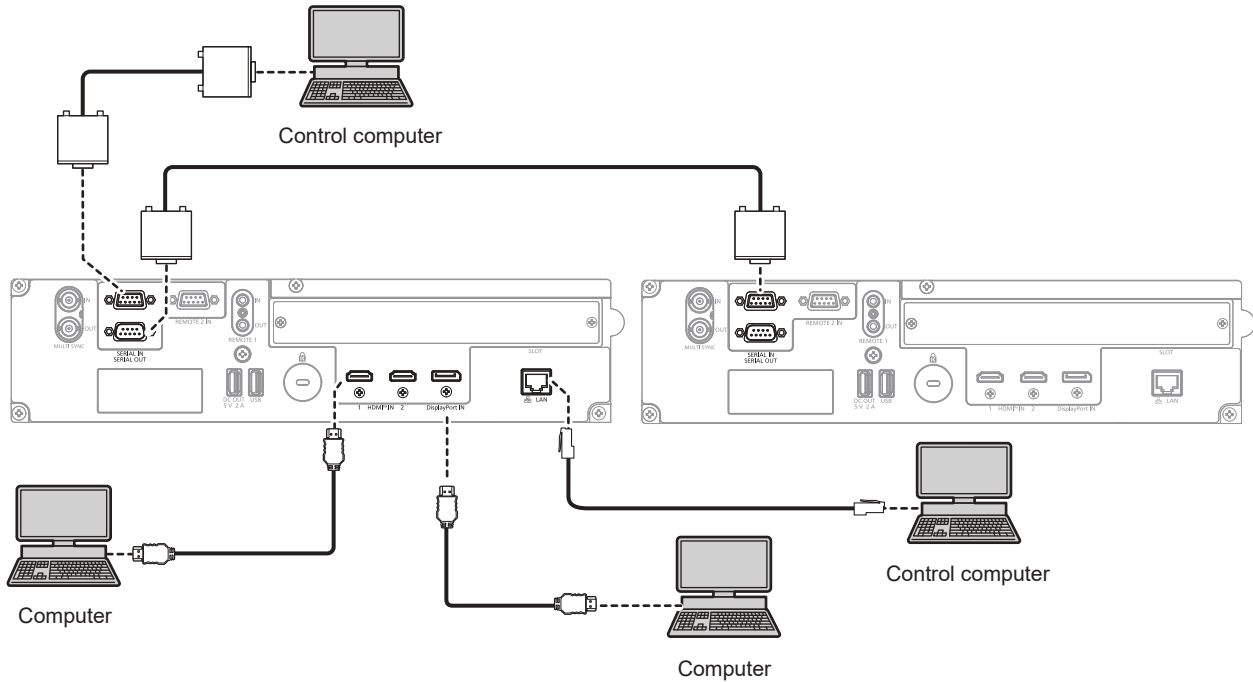 Control computer
IN
OUT
MULTI SYNC
REMOTE 2 IN
SERIAL IN
SERIAL OUT
IN
OUT
REMOTE 1
DC OUT
5 V 2 A
USB
1 HDMI IN 2
DisplayPort IN
SLOT
LAN
IN
OUT
MULTI SYNC
REMOTE 2 IN
SERIAL IN
SERIAL OUT
IN
OUT
REMOTE 1
DC OUT
5 V 2 A
USB
1 HDMI IN 2
DisplayPort IN
SLOT
LAN
Computer
Control computer
Computer